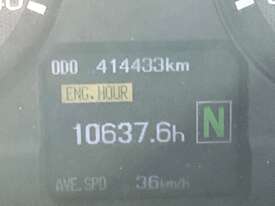 ODO 414433km
ENG.HOUR
10637.6h N
AVE.SPD 36km/h